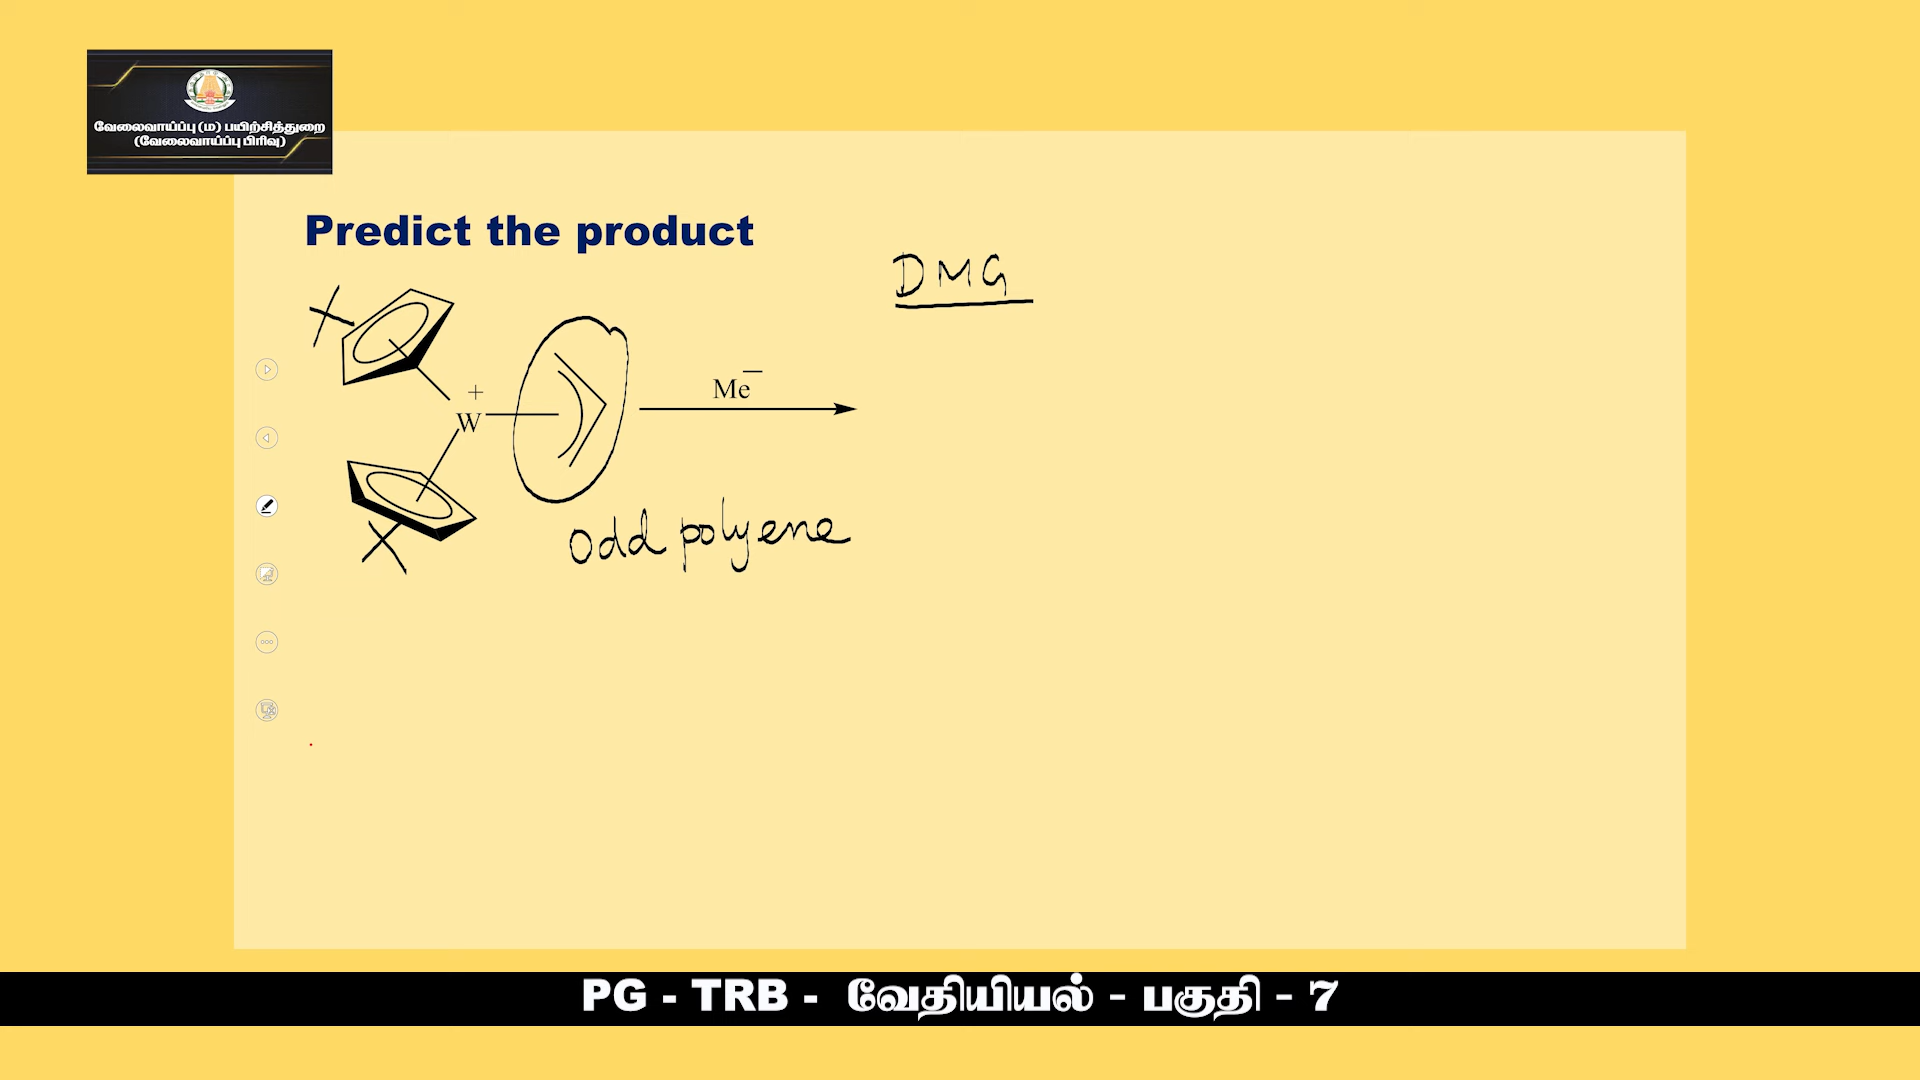 வேலைவாய்ப்பு (ம) பயிற்சித்துறை
(வேலைவாய்ப்பு பிரிவு)
Predict the product
DMG
+
W
Me¯
Odd polyene
PG - TRB - வேதியியல் - பகுதி - 7